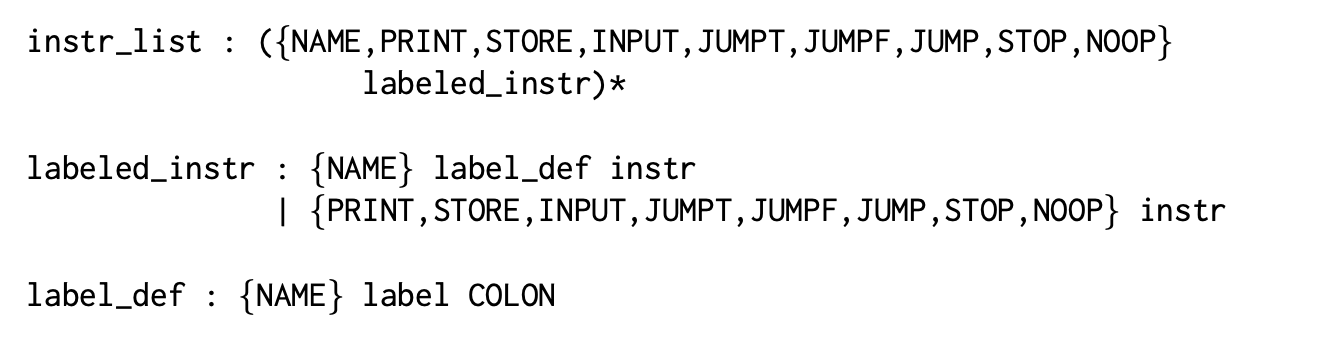 instr_list : ({NAME,PRINT,STORE,INPUT,JUMPT,JUMPF,JUMP,STOP,NOOP}
labeled_instr)*
labeled_instr : {NAME} label_def instr
| {PRINT,STORE,INPUT,JUMPT,JUMPF,JUMP,STOP,NOOP} instr
label_def : {NAME} label COLON